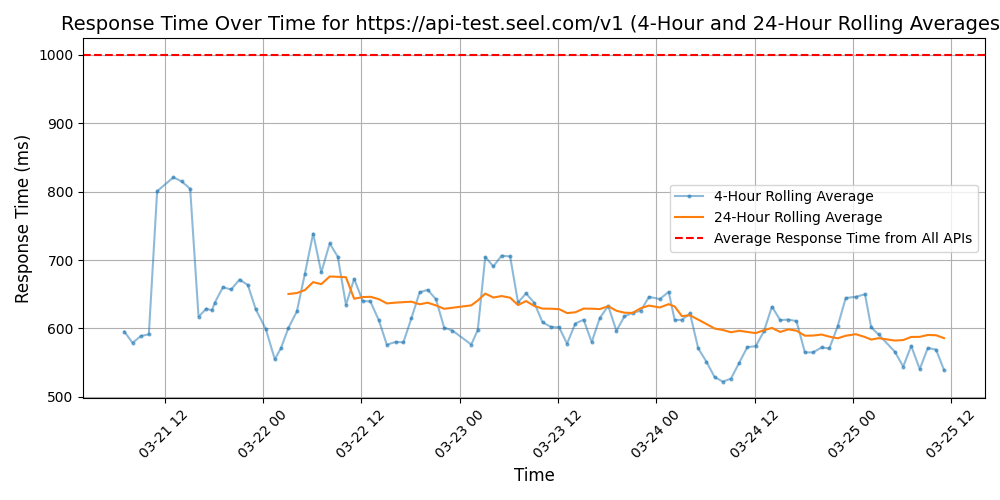 Response Time Over Time for https://api-test.seel.com/v1 (4-Hour and 24-Hour Rolling Averages
Response Time (ms)
1000
900
800
700
600
500
4-Hour Rolling Average
24-Hour Rolling Average
Average Response Time from All APIs
03-21 12
03-22 00
03-22 12
03-23 00
03-23 12
03-24 00
03-24 12
03-25 00
03-25 12
Time